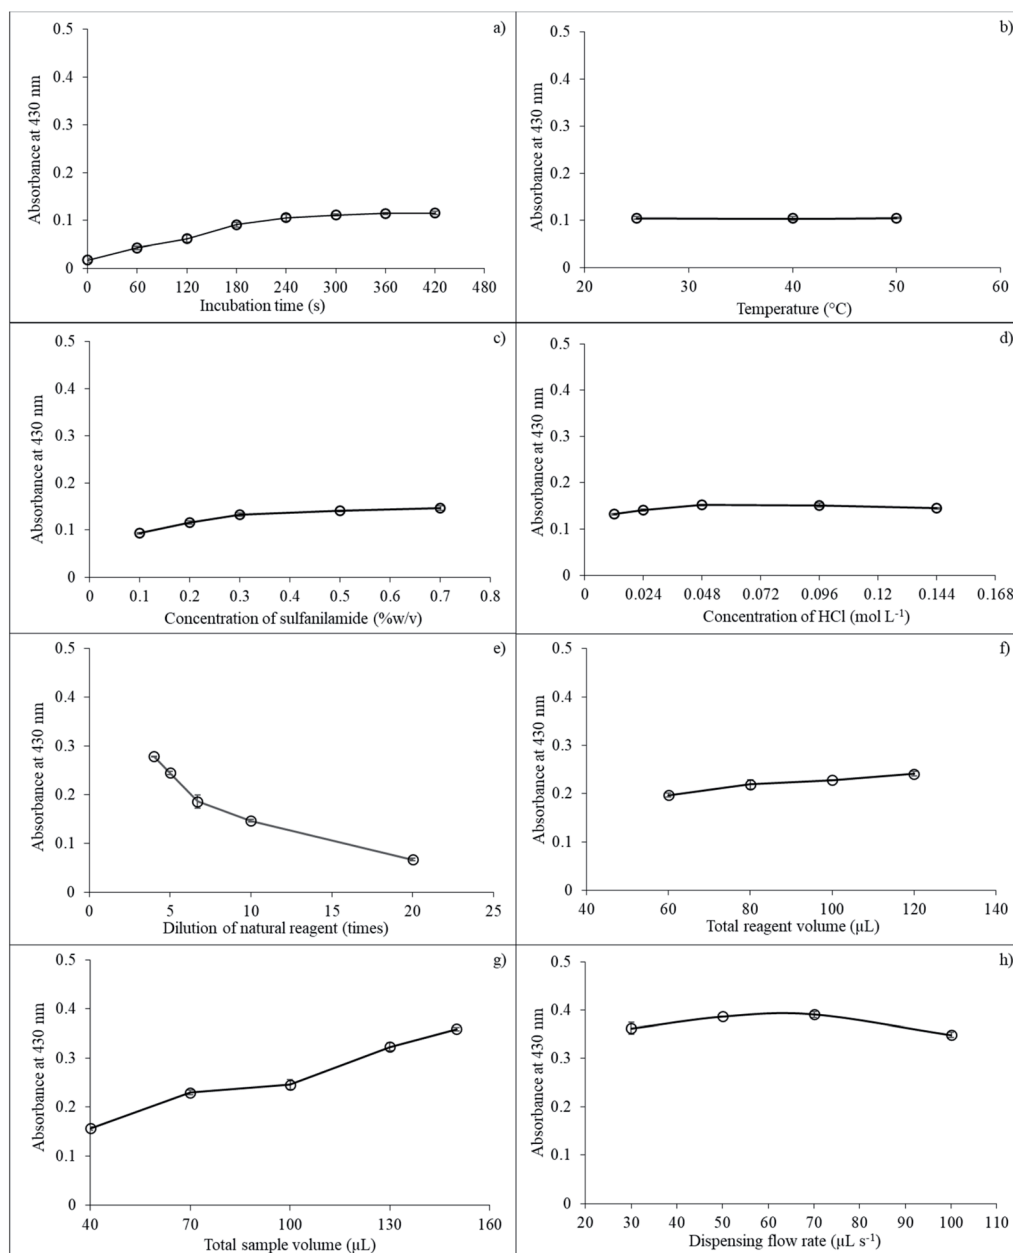 a)
Absorbance at 430 nm
0.5
0.4
0.3
0.2
0.1
0
0 60 120 180 240 300 360 420 480
Incubation time (s)
b)
Absorbance at 430 nm
0.5
0.4
0.3
0.2
0.1
0
20 30 40 50 60
Temperature (°C)
c)
Absorbance at 430 nm
0.5
0.4
0.3
0.2
0.1
0
0 0.1 0.2 0.3 0.4 0.5 0.6 0.7 0.8
Concentration of sulfanilamide (%w/v)
d)
Absorbance at 430 nm
0.5
0.4
0.3
0.2
0.1
0
0 0.024 0.048 0.072 0.096 0.12 0.144 0.168
Concentration of HCl (mol L⁻¹)
e)
Absorbance at 430 nm
0.5
0.4
0.3
0.2
0.1
0
0 5 10 15 20 25
Dilution of natural reagent (times)
f)
Absorbance at 430 nm
0.5
0.4
0.3
0.2
0.1
0
40 60 80 100 120 140
Total reagent volume (µL)
g)
Absorbance at 430 nm
0.5
0.4
0.3
0.2
0.1
0
40 70 100 130 160
Total sample volume (µL)
h)
Absorbance at 430 nm
0.5
0.4
0.3
0.2
0.1
0
20 30 40 50 60 70 80 90 100 110
Dispensing flow rate (µL s⁻¹)